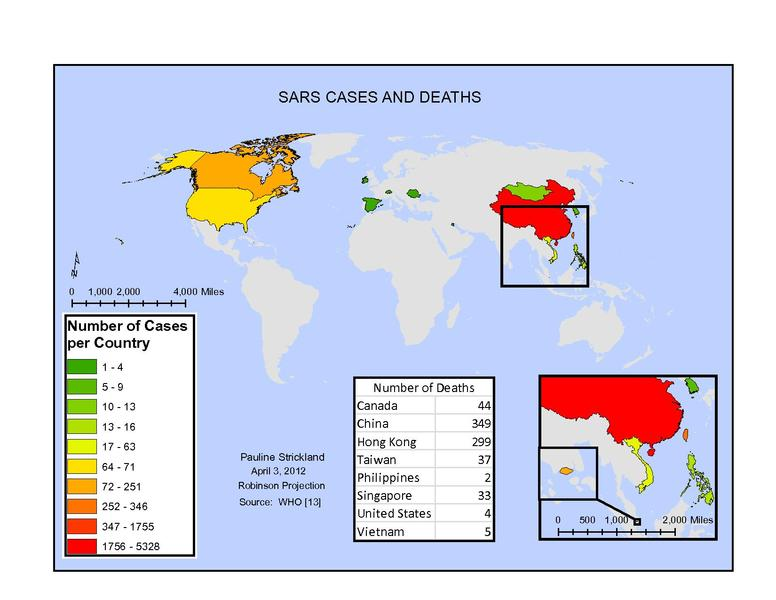 SARS CASES AND DEATHS
0 1,000 2,000 4,000 Miles
Number of Cases
per Country
1 - 4
5 - 9
10 - 13
13 - 16
17 - 63
64 - 71
72 - 251
252 - 346
347 - 1755
1756 - 5328
Pauline Strickland
April 3, 2012
Robinson Projection
Source: WHO [13]
Number of Deaths
Canada 44
China 349
Hong Kong 299
Taiwan 37
Philippines 2
Singapore 33
United States 4
Vietnam 5
0 500 1,000 2,000 Miles